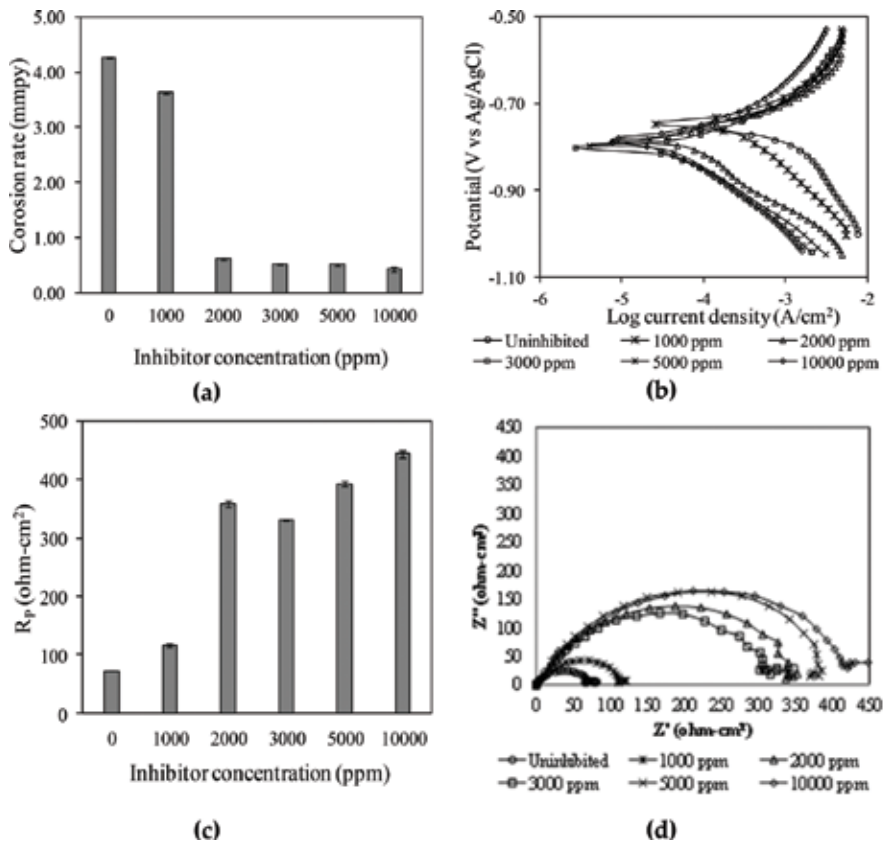 5.00
4.00
3.00
2.00
1.00
0.00
Corosion rate (mmpy)
0 1000 2000 3000 5000 10000
Inhibitor concentration (ppm)
(a)
-0.50
-0.70
-0.90
-1.10
Potential (V vs Ag/AgCl)
-6 -5 -4 -3 -2
Log current density (A/cm²)
Uninhibited 1000 ppm 2000 ppm
3000 ppm 5000 ppm 10000 ppm
(b)
500
400
300
200
100
0
Rp (ohm-cm²)
0 1000 2000 3000 5000 10000
Inhibitor concentration (ppm)
(c)
450
400
350
300
250
200
150
100
50
0
Z'' (ohm-cm²)
0 50 100 150 200 250 300 350 400 450
Z' (ohm-cm²)
Uninhibited 1000 ppm 2000 ppm
3000 ppm 5000 ppm 10000 ppm
(d)